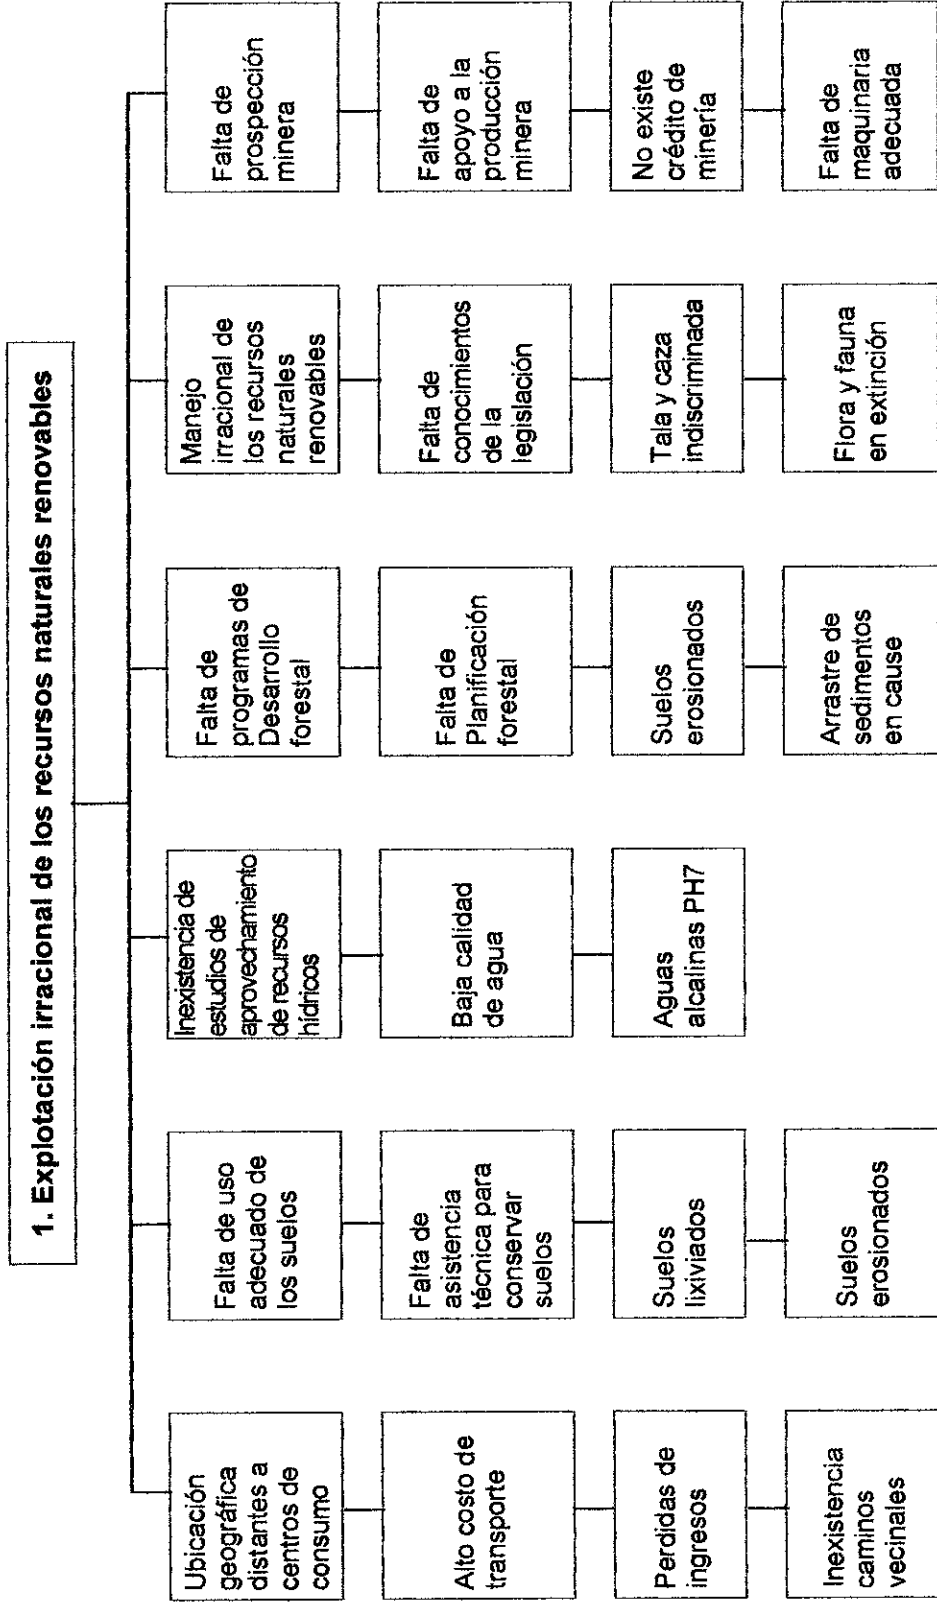 1. Explotación irracional de los recursos naturales renovables
Ubicación
geográfica
distantes a
centros de
consumo
Alto costo de
transporte
Perdidas de
ingresos
Inexistencia
caminos
vecinales
Falta de uso
adecuado de
los suelos
Falta de
asistencia
técnica para
conservar
suelos
Suelos
lixiviados
Suelos
erosionados
Inexistencia de
estudios de
aprovechamiento
de recursos
hídricos
Baja calidad
de agua
Aguas
alcalinas PH7
Falta de
programas de
Desarrollo
forestal
Falta de
Planificación
forestal
Suelos
erosionados
Arrastre de
sedimentos
en cause
Manejo
irracional de
los recursos
naturales
renovables
Falta de
conocimientos
de la
legislación
Tala y caza
indiscriminada
Flora y fauna
en extinción
Falta de
prospección
minera
Falta de
apoyo a la
producción
minera
No existe
crédito de
minería
Falta de
maquinaria
adecuada